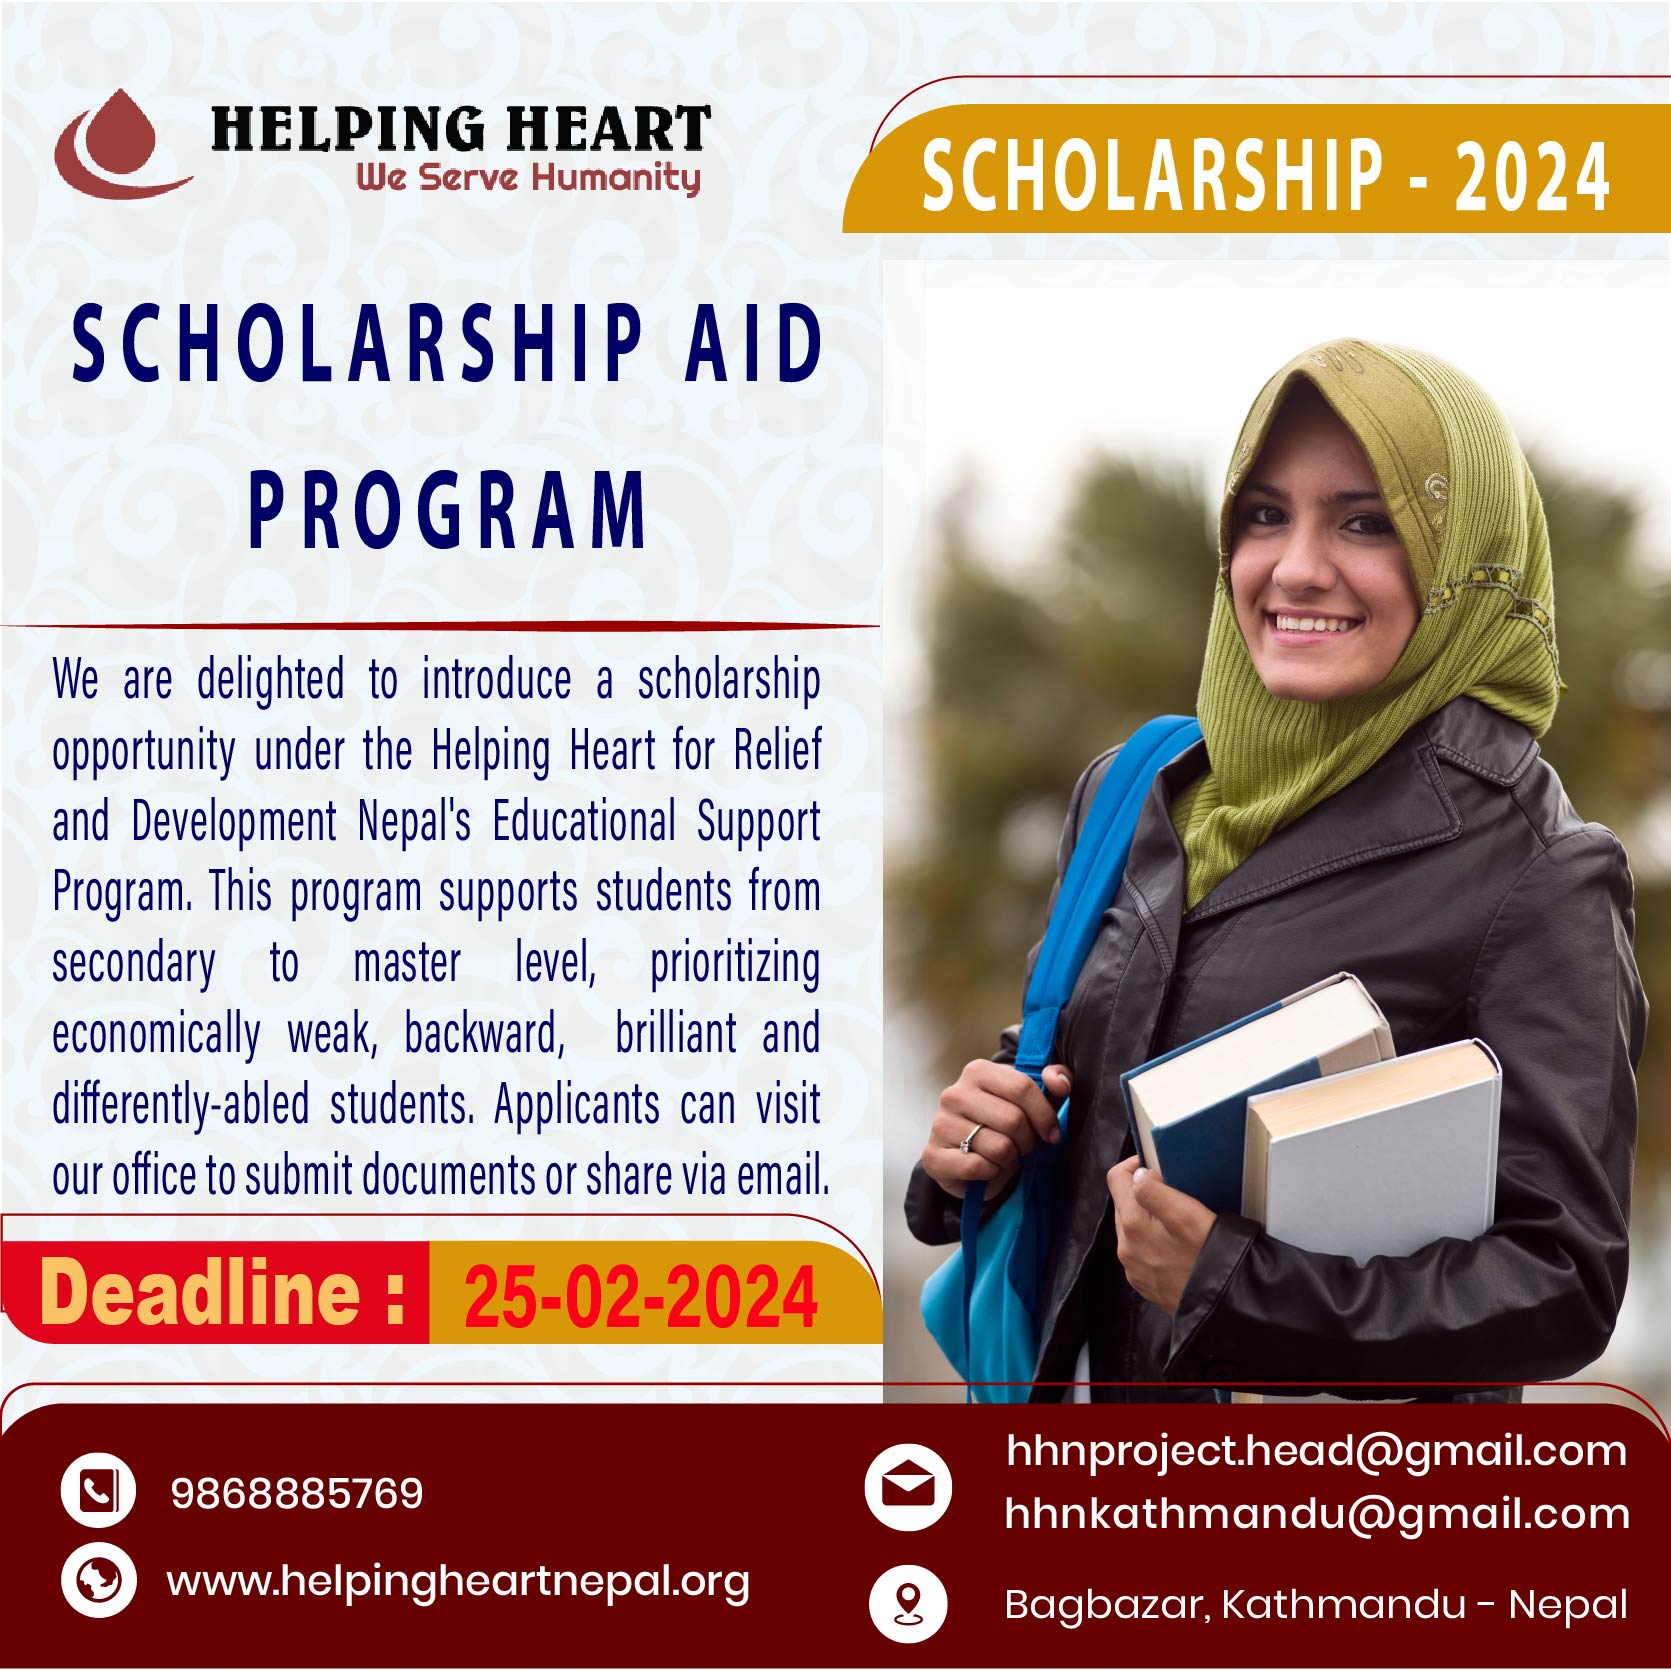 HELPING HEART
We Serve Humanity
SCHOLARSHIP - 2024
SCHOLARSHIP AID
PROGRAM
We are delighted to introduce a scholarship
opportunity under the Helping Heart for Relief
and Development Nepal's Educational Support
Program. This program supports students from
secondary to master level, prioritizing
economically weak, backward, brilliant and
differently-abled students. Applicants can visit
our office to submit documents or share via email.
Deadline : 25-02-2024
9868885769
www.helpingheartnepal.org
hhnproject.head@gmail.com
hhnkathmandu@gmail.com
Bagbazar, Kathmandu - Nepal